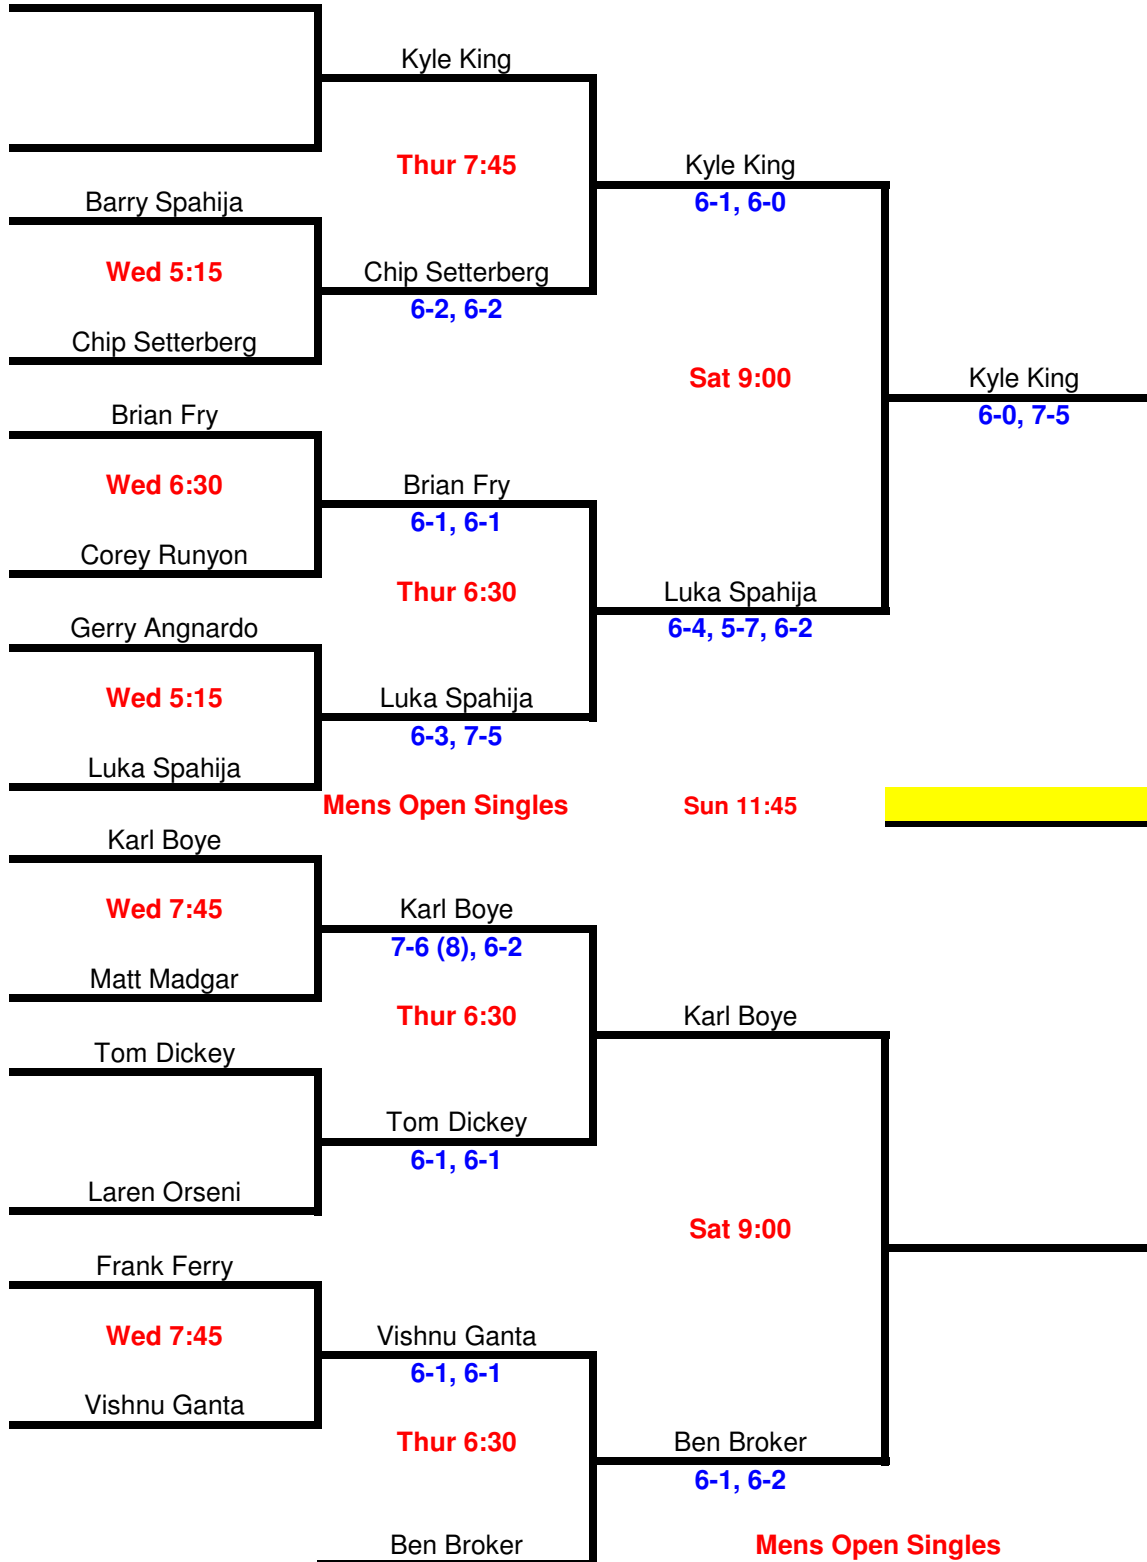 Kyle King
Thur 7:45
Kyle King
Barry Spahija
6-1, 6-0
Wed 5:15
Chip Setterberg
6-2, 6-2
Chip Setterberg
Sat 9:00
Kyle King
Brian Fry
6-0, 7-5
Wed 6:30
Brian Fry
6-1, 6-1
Corey Runyon
Thur 6:30
Luka Spahija
Gerry Angnardo
6-4, 5-7, 6-2
Wed 5:15
Luka Spahija
6-3, 7-5
Luka Spahija
Mens Open Singles
Sun 11:45
Karl Boye
Wed 7:45
Karl Boye
7-6 (8), 6-2
Matt Madgar
Thur 6:30
Karl Boye
Tom Dickey
Tom Dickey
6-1, 6-1
Laren Orseni
Sat 9:00
Frank Ferry
Wed 7:45
Vishnu Ganta
6-1, 6-1
Vishnu Ganta
Thur 6:30
Ben Broker
6-1, 6-2
Ben Broker
Mens Open Singles